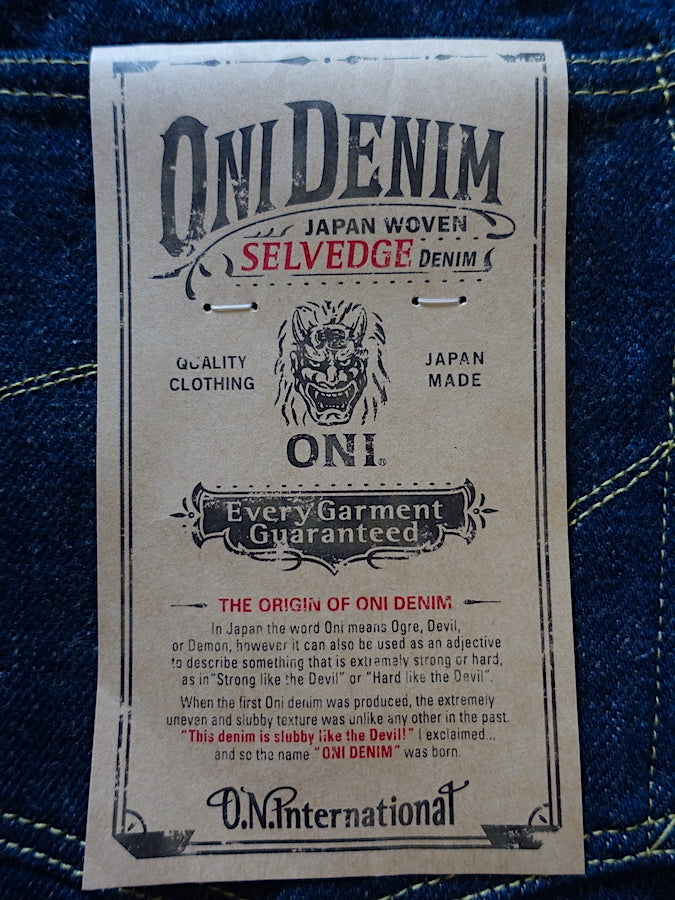 ONI DENIM
JAPAN WOVEN
SELVEDGE DENIM
QUALITY
CLOTHING
JAPAN
MADE
ONI®
Every Garment
Guaranteed
THE ORIGIN OF ONI DENIM
In Japan the word Oni means Ogre, Devil,
or Demon, however it can also be used as an adjective
to describe something that is extremely strong or hard,
as in"Strong like the Devil" or "Hard like the Devil".
When the first Oni denim was produced, the extremely
uneven and slubby texture was unlike any other in the past.
"This denim is slubby like the Devil!" I exclaimed...
and so the name "ONI DENIM" was born.
O.N.International